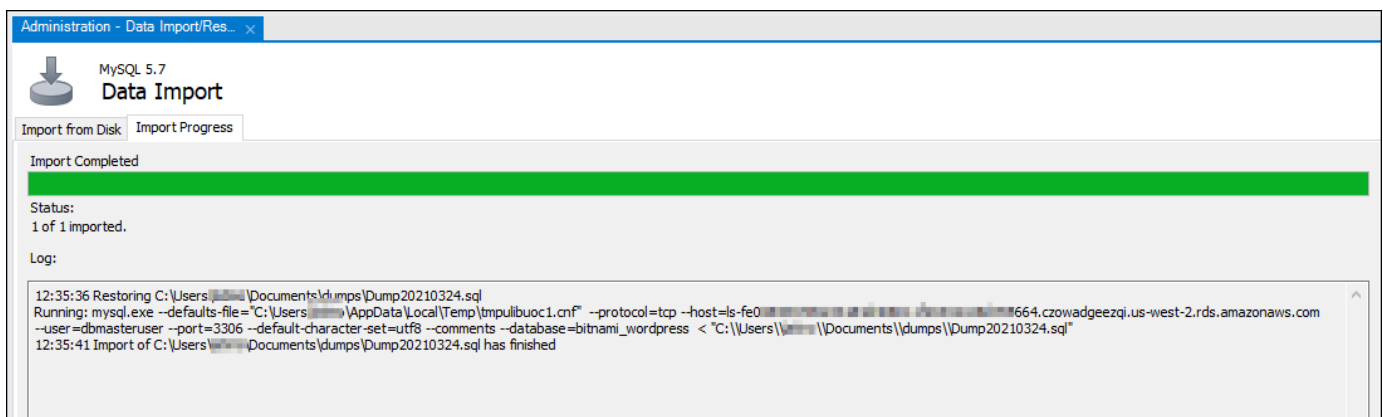 Administration - Data Import/Res...
MySQL 5.7
Data Import
Import from Disk Import Progress
Import Completed
Status:
1 of 1 imported.
Log:
12:35:36 Restoring C:\Users\ \Documents\dumps\Dump20210324.sql
Running: mysql.exe --defaults-file="C:\Users\ \AppData\Local\Temp\tmpulibuoc1.cnf" --protocol=tcp --host=ls-fe0 664.czowadgeezqi.us-west-2.rds.amazonaws.com
--user=dbmasteruser --port=3306 --default-character-set=utf8 --comments --database=bitnami_wordpress < "C:\\Users\\ \\Documents\\dumps\\Dump20210324.sql"
12:35:41 Import of C:\Users\ \Documents\dumps\Dump20210324.sql has finished